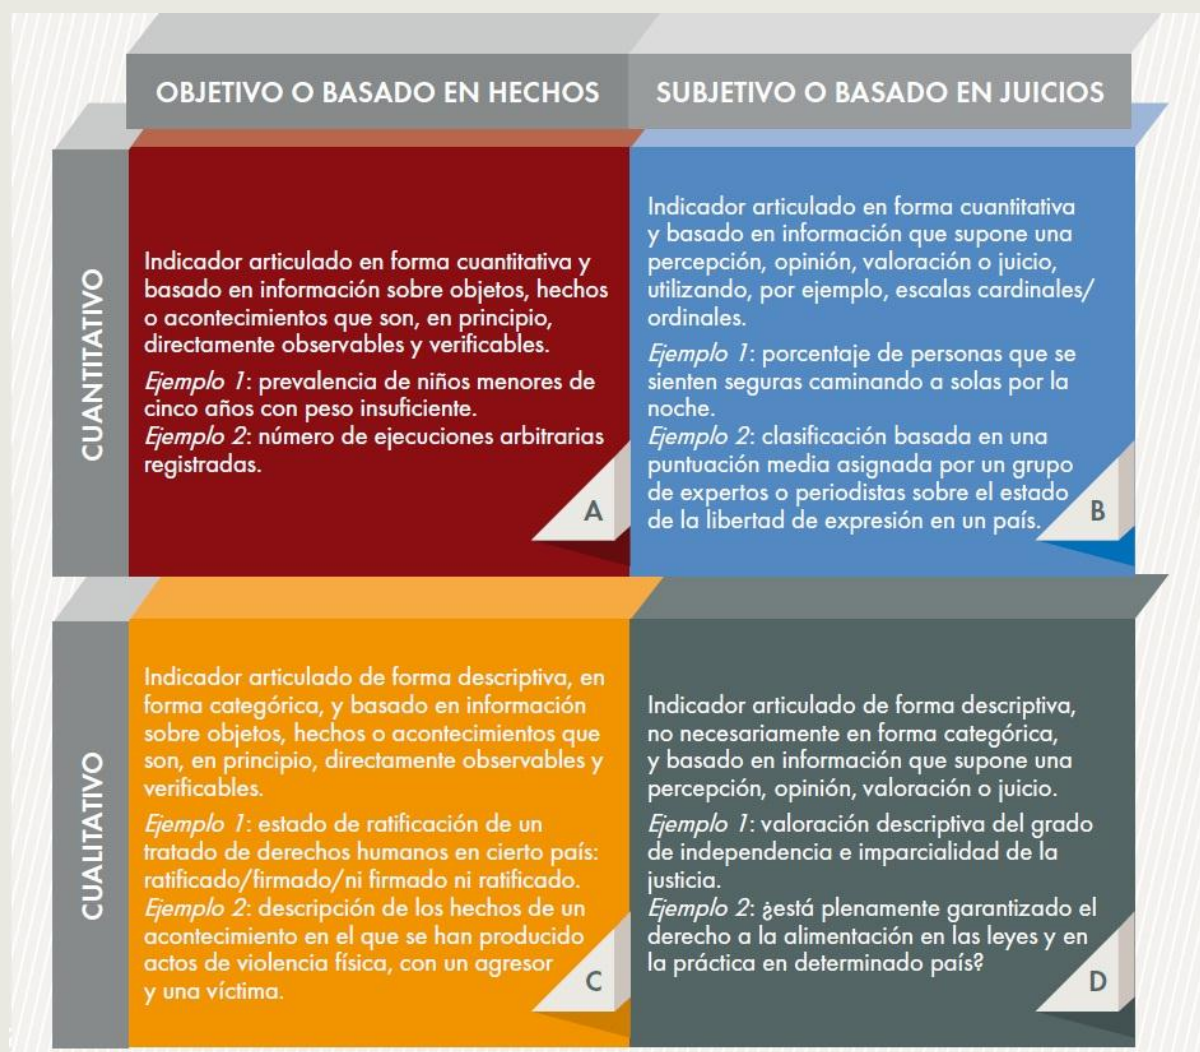 OBJETIVO O BASADO EN HECHOS
SUBJETIVO O BASADO EN JUICIOS
CUANTITATIVO
Indicador articulado en forma cuantitativa y
basado en información sobre objetos, hechos
o acontecimientos que son, en principio,
directamente observables y verificables.
Ejemplo 1: prevalencia de niños menores de
cinco años con peso insuficiente.
Ejemplo 2: número de ejecuciones arbitrarias
registradas.
A
Indicador articulado en forma cuantitativa
y basado en información que supone una
percepción, opinión, valoración o juicio,
utilizando, por ejemplo, escalas cardinales/
ordinales.
Ejemplo 1: porcentaje de personas que se
sienten seguras caminando a solas por la
noche.
Ejemplo 2: clasificación basada en una
puntuación media asignada por un grupo
de expertos o periodistas sobre el estado
de la libertad de expresión en un país.
B
CUALITATIVO
Indicador articulado de forma descriptiva, en
forma categórica, y basado en información
sobre objetos, hechos o acontecimientos que
son, en principio, directamente observables y
verificables.
Ejemplo 1: estado de ratificación de un
tratado de derechos humanos en cierto país:
ratificado/firmado/ni firmado ni ratificado.
Ejemplo 2: descripción de los hechos de un
acontecimiento en el que se han producido
actos de violencia física, con un agresor
y una víctima.
C
Indicador articulado de forma descriptiva,
no necesariamente en forma categórica,
y basado en información que supone una
percepción, opinión, valoración o juicio.
Ejemplo 1: valoración descriptiva del grado
de independencia e imparcialidad de la
justicia.
Ejemplo 2: ¿está plenamente garantizado el
derecho a la alimentación en las leyes y en
la práctica en determinado país?
D